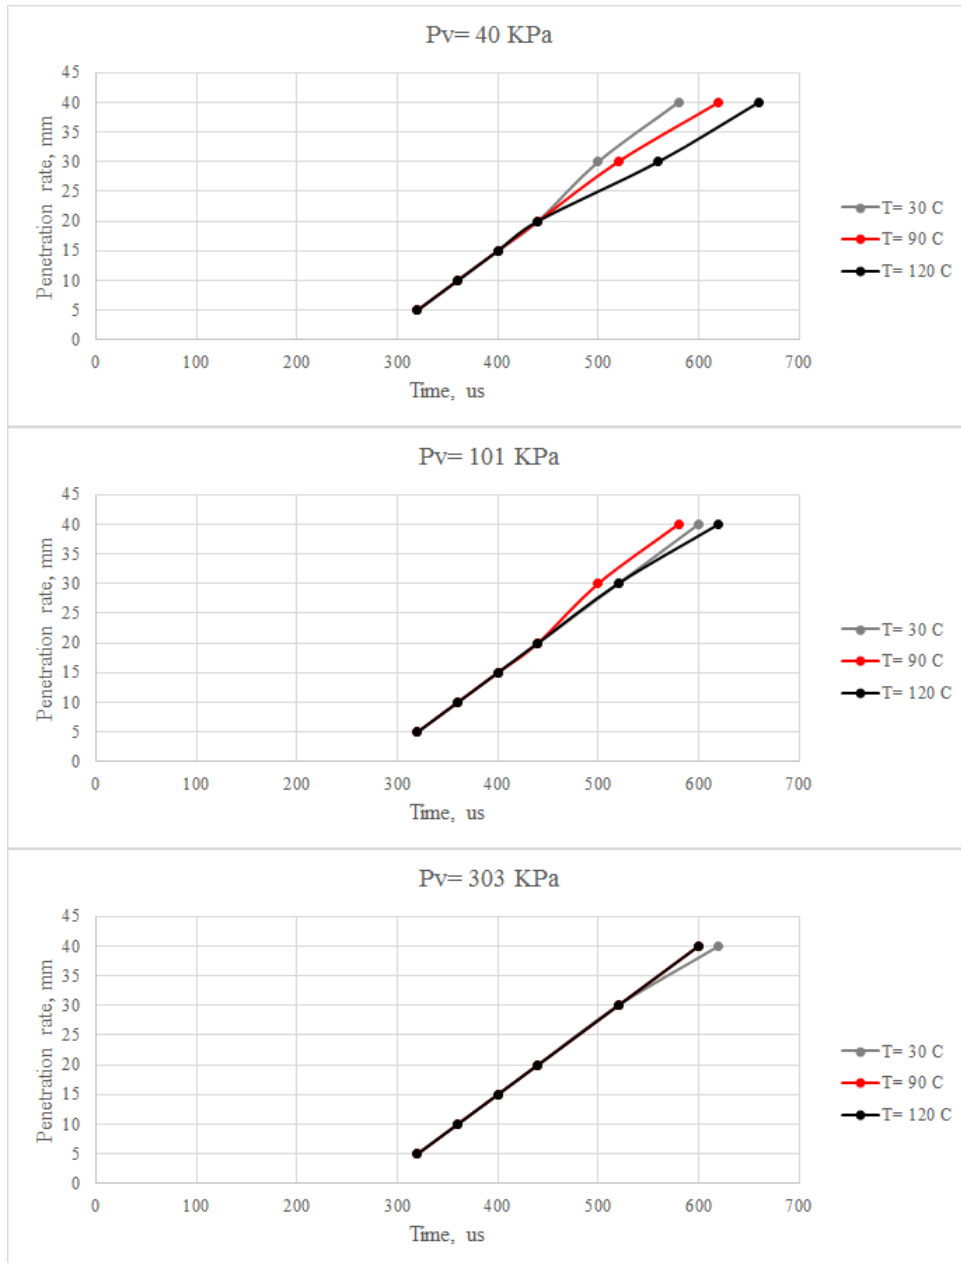 Pv= 40 KPa
45
40
35
30
25
20
15
10
5
0
Penetration rate, mm
0 100 200 300 400 500 600 700
Time, us
T= 30 C
T= 90 C
T= 120 C
Pv= 101 KPa
45
40
35
30
25
20
15
10
5
0
Penetration rate, mm
0 100 200 300 400 500 600 700
Time, us
T= 30 C
T= 90 C
T= 120 C
Pv= 303 KPa
45
40
35
30
25
20
15
10
5
0
Penetration rate, mm
0 100 200 300 400 500 600 700
Time, us
T= 30 C
T= 90 C
T= 120 C